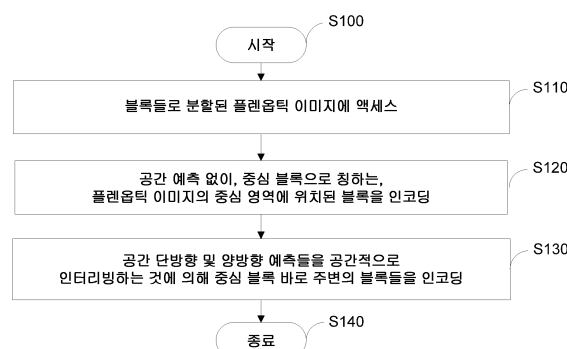 S100
시작
S110
블록들로 분할된 플렌옵틱 이미지에 액세스
S120
공간 예측 없이, 중심 블록으로 칭하는,
플렌옵틱 이미지의 중심 영역에 위치된 블록을 인코딩
S130
공간 단방향 및 양방향 예측들을 공간적으로
인터리빙하는 것에 의해 중심 블록 바로 주변의 블록들을 인코딩
S140
종료